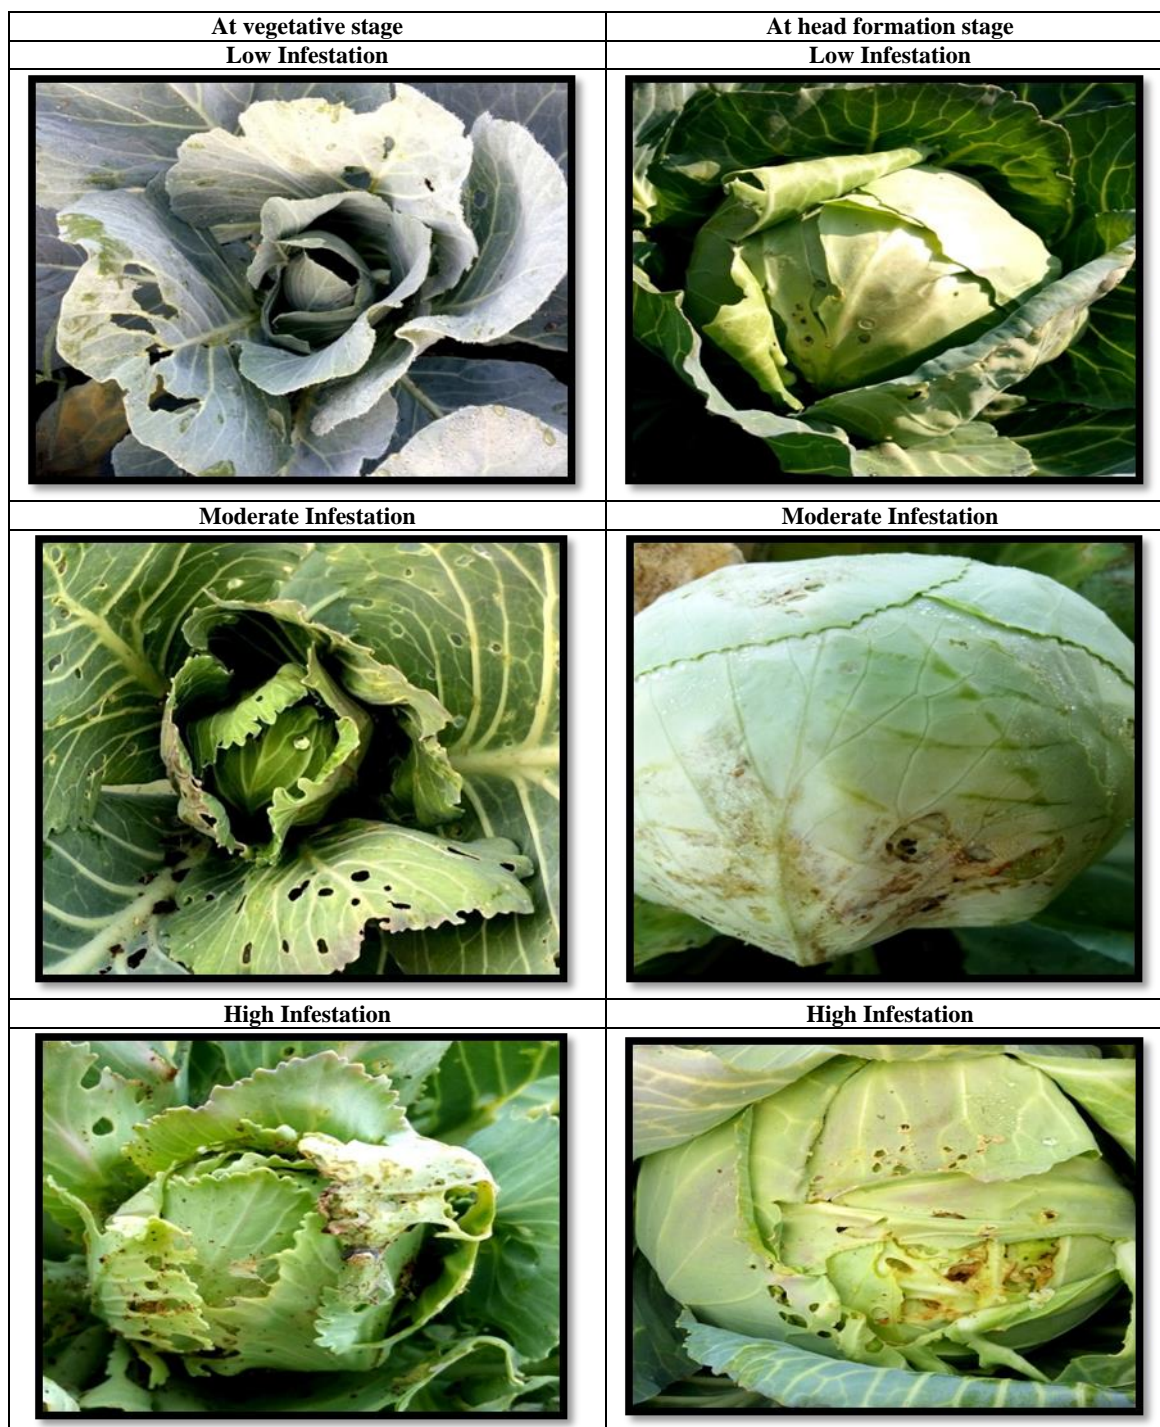 At vegetative stage
At head formation stage
Low Infestation
Low Infestation
Moderate Infestation
Moderate Infestation
High Infestation
High Infestation